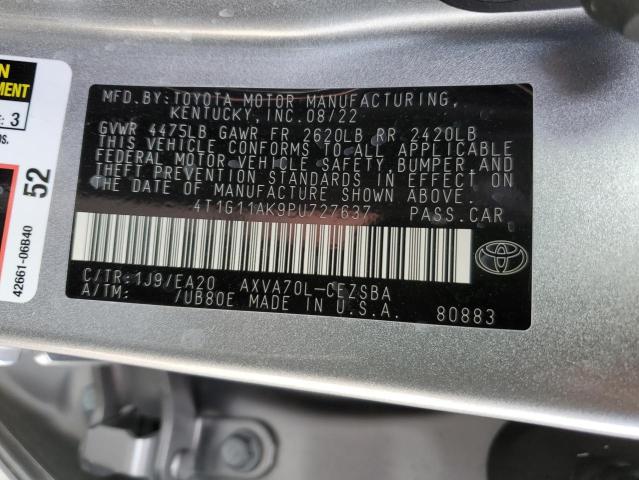 MFD.BY:TOYOTA MOTOR MANUFACTURING,
KENTUCKY, INC. 08/22
GVWR 4475LB GAWR FR 2620LB RR 2420LB
THIS VEHICLE CONFORMS TO ALL APPLICABLE
FEDERAL MOTOR VEHICLE SAFETY, BUMPER AND
THEFT PREVENTION STANDARDS IN EFFECT ON
THE DATE OF MANUFACTURE SHOWN ABOVE.
4T1G11AK9PU727637 PASS.CAR
C/TR:1J9/EA20 AXVA70L-CEZSBA
A/TM: /UB80E MADE IN U.S.A. 80883
3
52
42661-06B40